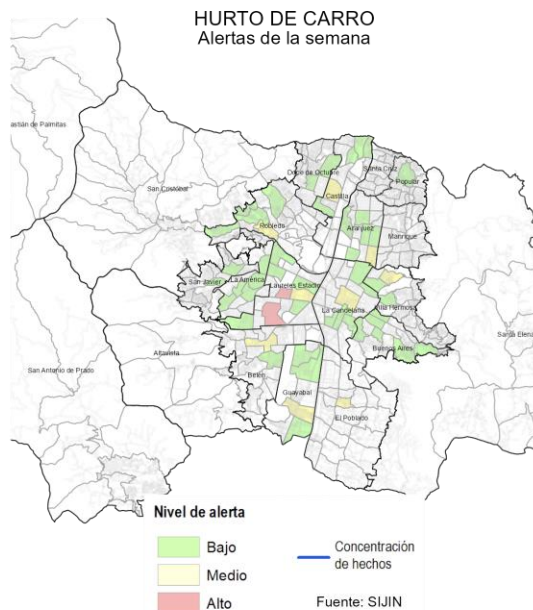 HURTO DE CARRO
Alertas de la semana
astián de Palmitas
San Cristóbal
Doce de Octubre
Santa Cruz
Popular
Castilla
Robledo
Aranjuez
Manrique
San Javier
La América
Laureles Estadio
La Candelaria
Villa Hermosa
Buenos Aires
Santa Elena
Altavista
San Antonio de Prado
Belén
Guayabal
El Poblado
Nivel de alerta
Bajo
Medio
Alto
Concentración
de hechos
Fuente: SIJIN